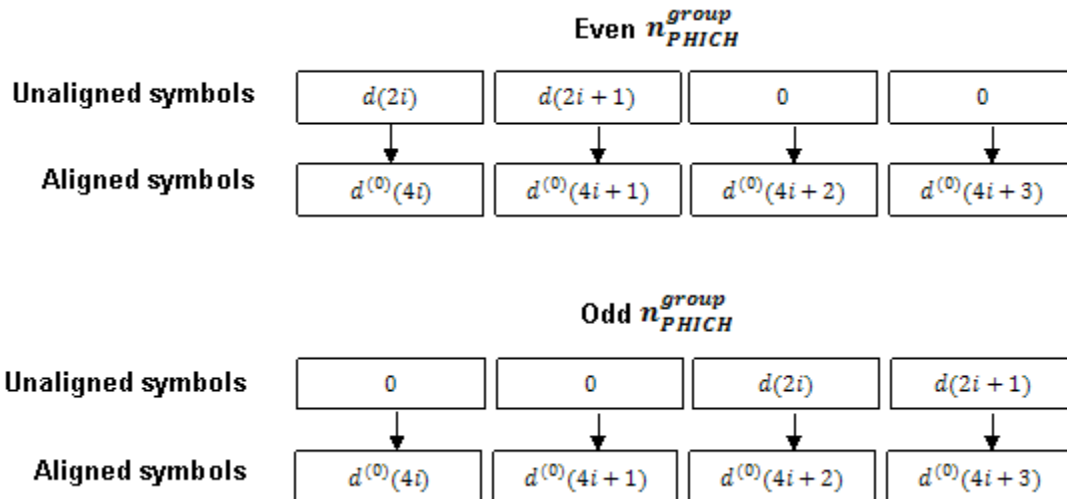 Even n_{PHICH}^{group}
Unaligned symbols d(2i) d(2i + 1) 0 0
Aligned symbols d^{(0)}(4i) d^{(0)}(4i + 1) d^{(0)}(4i + 2) d^{(0)}(4i + 3)
Odd n_{PHICH}^{group}
Unaligned symbols 0 0 d(2i) d(2i + 1)
Aligned symbols d^{(0)}(4i) d^{(0)}(4i + 1) d^{(0)}(4i + 2) d^{(0)}(4i + 3)